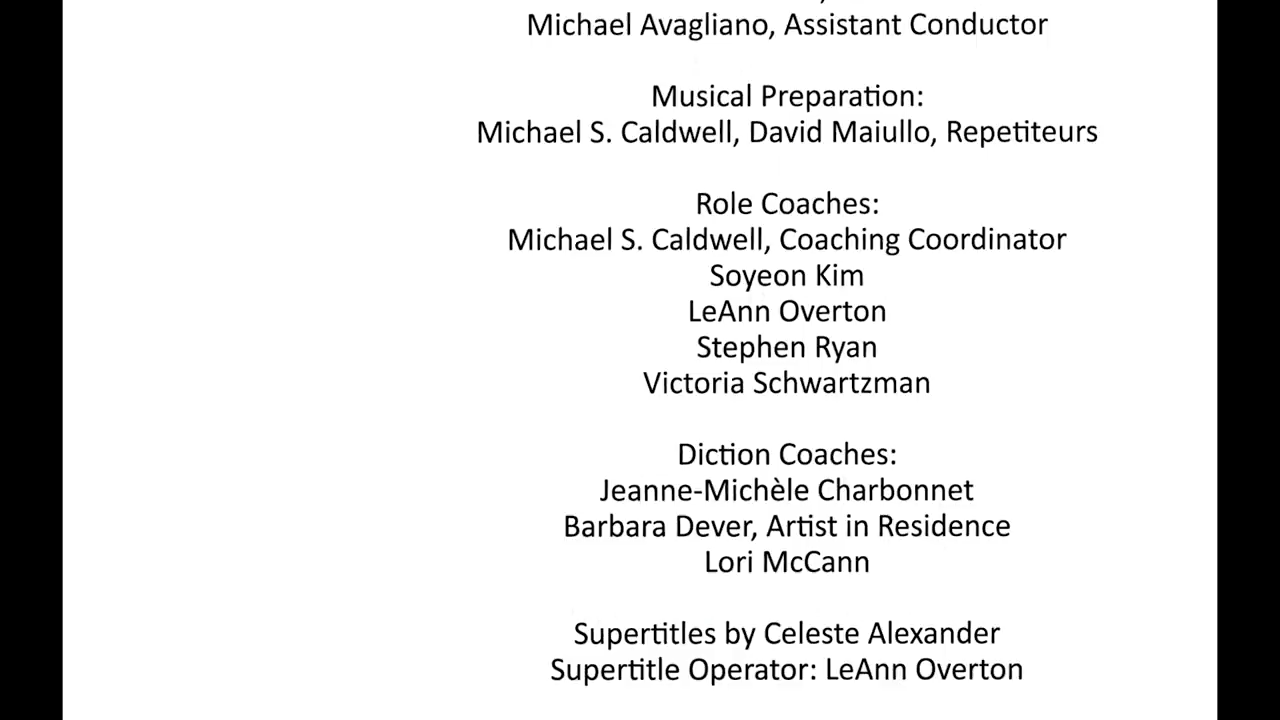 Michael Avagliano, Assistant Conductor
Musical Preparation:
Michael S. Caldwell, David Maiullo, Repetiteurs
Role Coaches:
Michael S. Caldwell, Coaching Coordinator
Soyeon Kim
LeAnn Overton
Stephen Ryan
Victoria Schwartzman
Diction Coaches:
Jeanne-Michèle Charbonnet
Barbara Dever, Artist in Residence
Lori McCann
Supertitles by Celeste Alexander
Supertitle Operator: LeAnn Overton